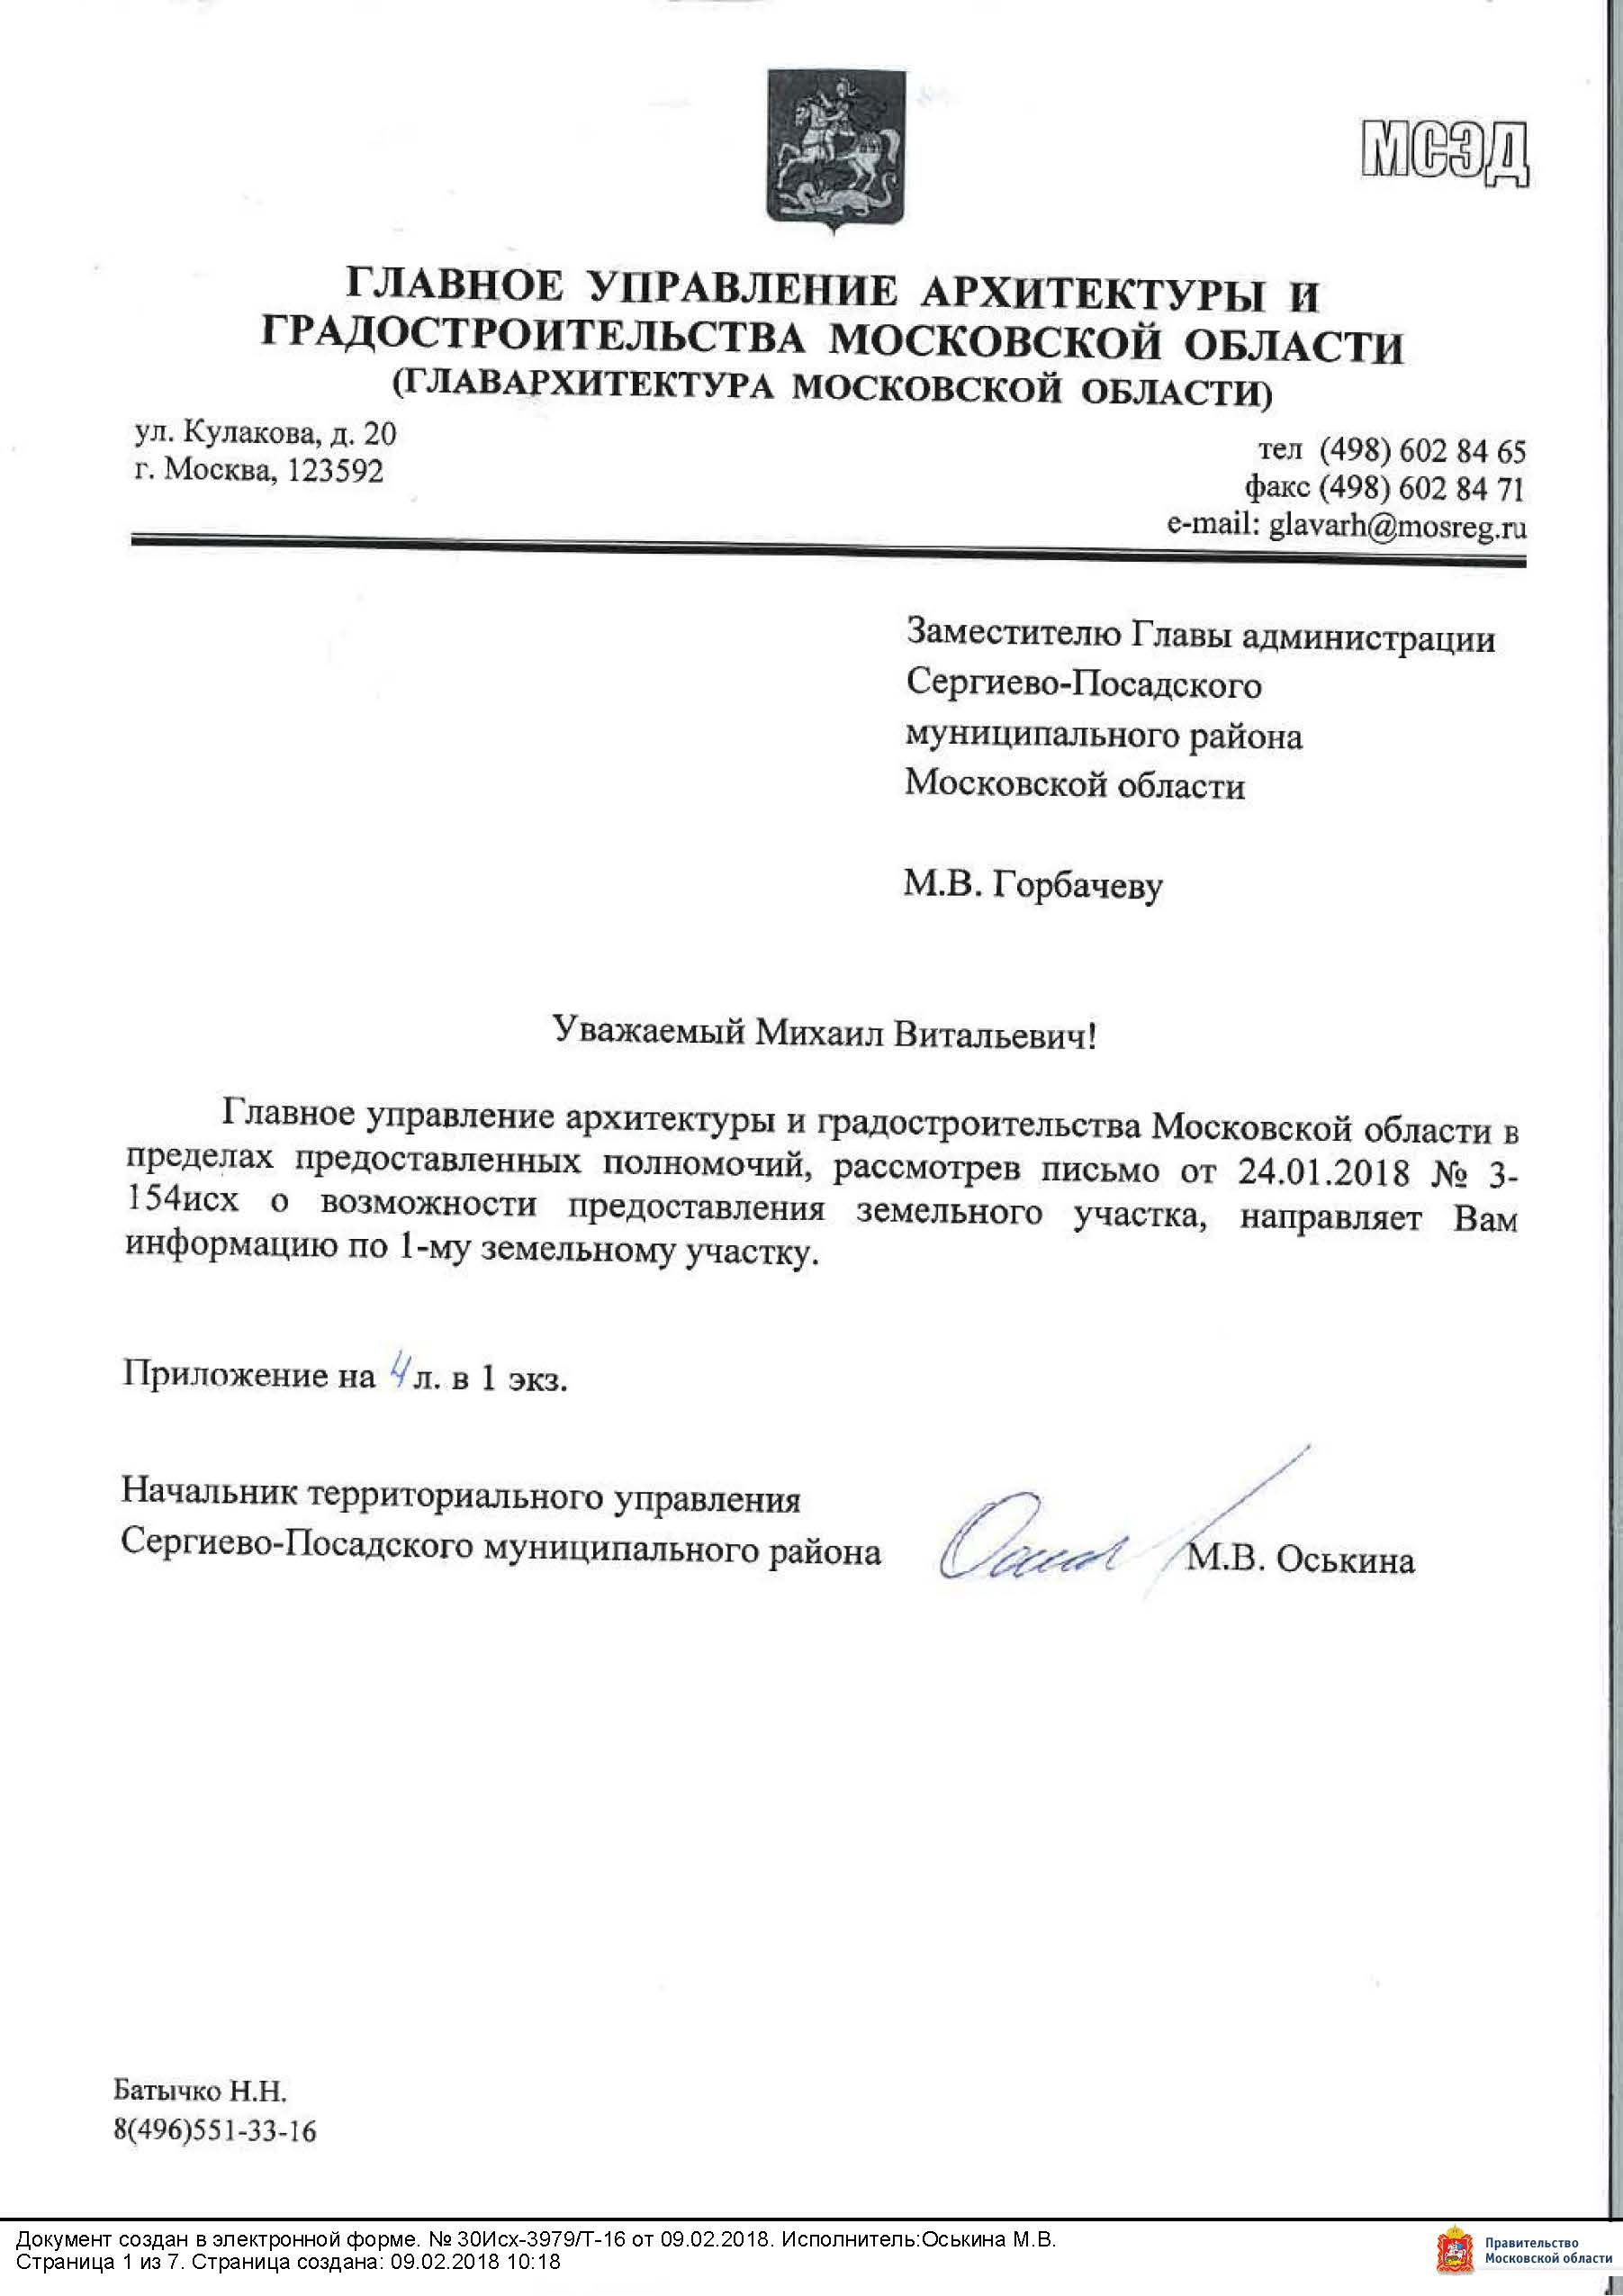 МСЭД
ГЛАВНОЕ УПРАВЛЕНИЕ АРХИТЕКТУРЫ И
ГРАДОСТРОИТЕЛЬСТВА МОСКОВСКОЙ ОБЛАСТИ
(ГЛАВАРХИТЕКТУРА МОСКОВСКОЙ ОБЛАСТИ)
ул. Кулакова, д. 20
г. Москва, 123592
тел (498) 602 84 65
факс (498) 602 84 71
e-mail: glavarh@mosreg.ru
Заместителю Главы администрации
Сергиево-Посадского
муниципального района
Московской области
М.В. Горбачеву
Уважаемый Михаил Витальевич!
Главное управление архитектуры и градостроительства Московской области в
пределах предоставленных полномочий, рассмотрев письмо от 24.01.2018 № 3-
154исх о возможности предоставления земельного участка, направляет Вам
информацию по 1-му земельному участку.
Приложение на 4 л. в 1 экз.
Начальник территориального управления
Сергиево-Посадского муниципального района
М.В. Оськина
Батычко Н.Н.
8(496)551-33-16
Документ создан в электронной форме. № 30Исх-3979/Т-16 от 09.02.2018. Исполнитель:Оськина М.В.
Страница 1 из 7. Страница создана: 09.02.2018 10:18
Правительство
Московской области